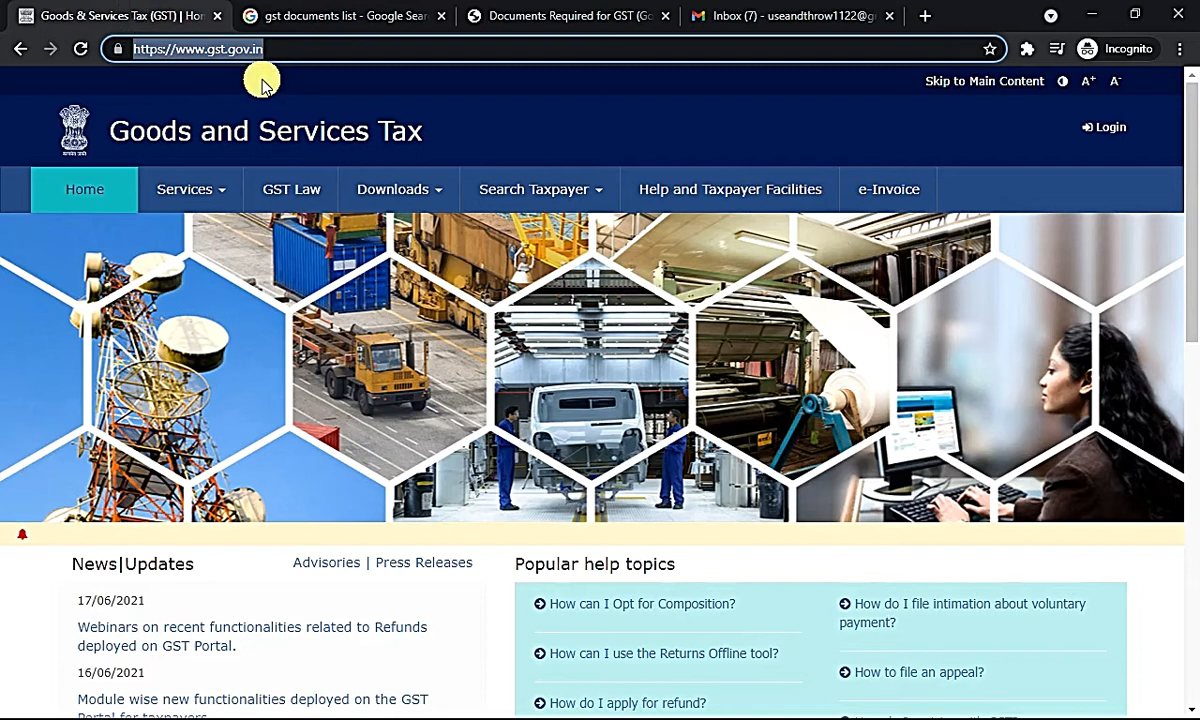 Goods & Services Tax (GST) | Hon
gst documents list - Google Sear
Documents Required for GST (Go
Inbox (7) - useandthrow1122@g
https://www.gst.gov.in
Incognito
Skip to Main Content A+ A-
Goods and Services Tax
Login
Home Services GST Law Downloads Search Taxpayer Help and Taxpayer Facilities e-Invoice
News|Updates
Advisories | Press Releases
17/06/2021
Webinars on recent functionalities related to Refunds
deployed on GST Portal.
16/06/2021
Module wise new functionalities deployed on the GST
Portal for taxpayers
Popular help topics
How can I Opt for Composition?
How can I use the Returns Offline tool?
How do I apply for refund?
How do I file intimation about voluntary
payment?
How to file an appeal?